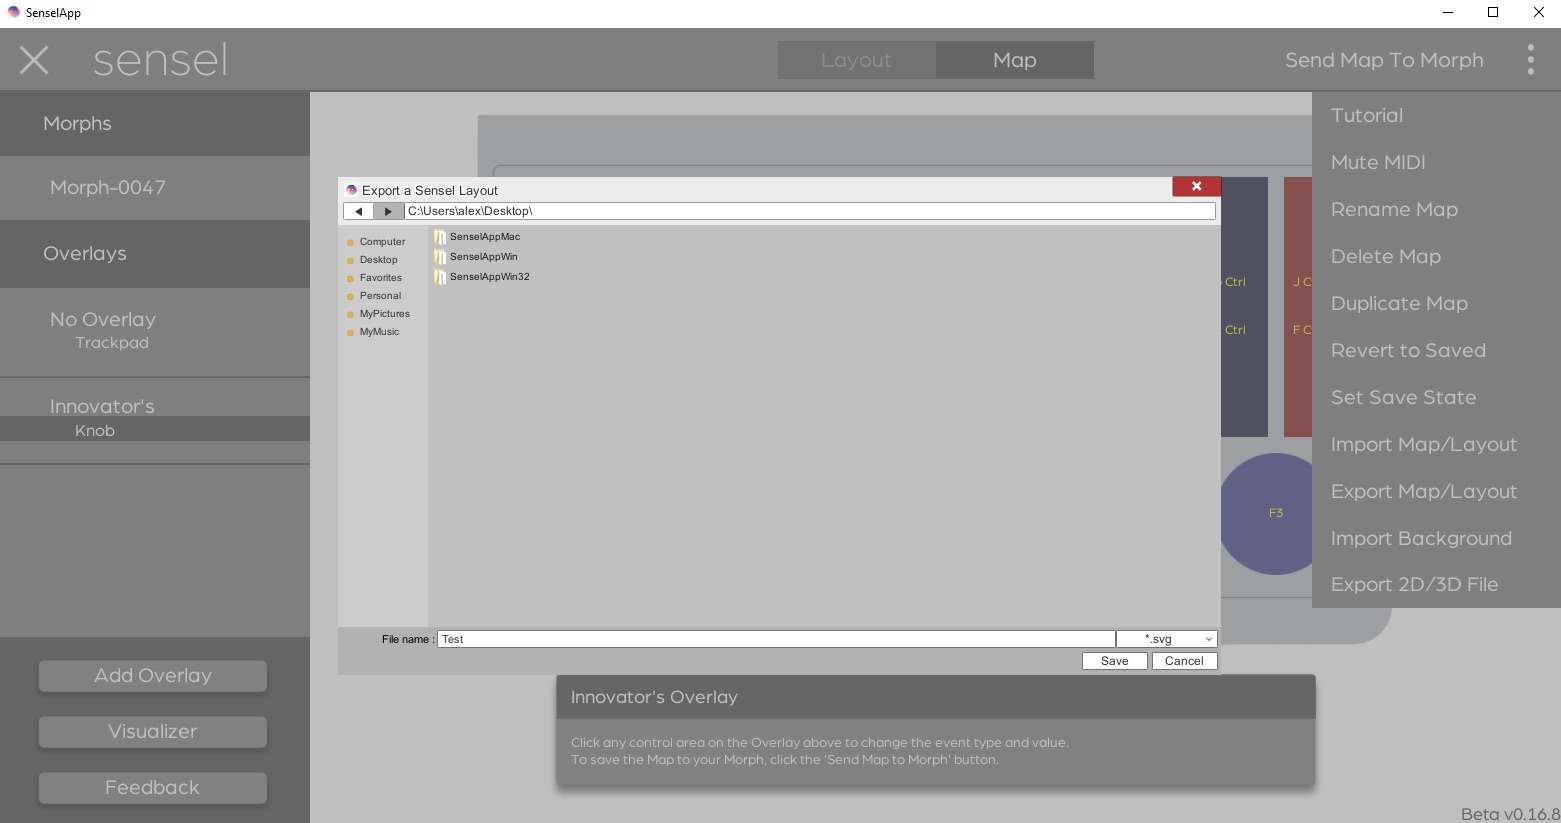 SenselApp
sensel
Layout
Map
Send Map To Morph
Morphs
Morph-0047
Overlays
No Overlay
Trackpad
Innovator's
Knob
Add Overlay
Visualizer
Feedback
Export a Sensel Layout
C:\Users\alex\Desktop\
Computer
Desktop
Favorites
Personal
MyPictures
MyMusic
SenselAppMac
SenselAppWin
SenselAppWin32
File name :
Test
*.svg
Save
Cancel
Ctrl
J C
Ctrl
F C
F3
Tutorial
Mute MIDI
Rename Map
Delete Map
Duplicate Map
Revert to Saved
Set Save State
Import Map/Layout
Export Map/Layout
Import Background
Export 2D/3D File
Innovator's Overlay
Click any control area on the Overlay above to change the event type and value.
To save the Map to your Morph, click the 'Send Map to Morph' button.
Beta v0.16.8